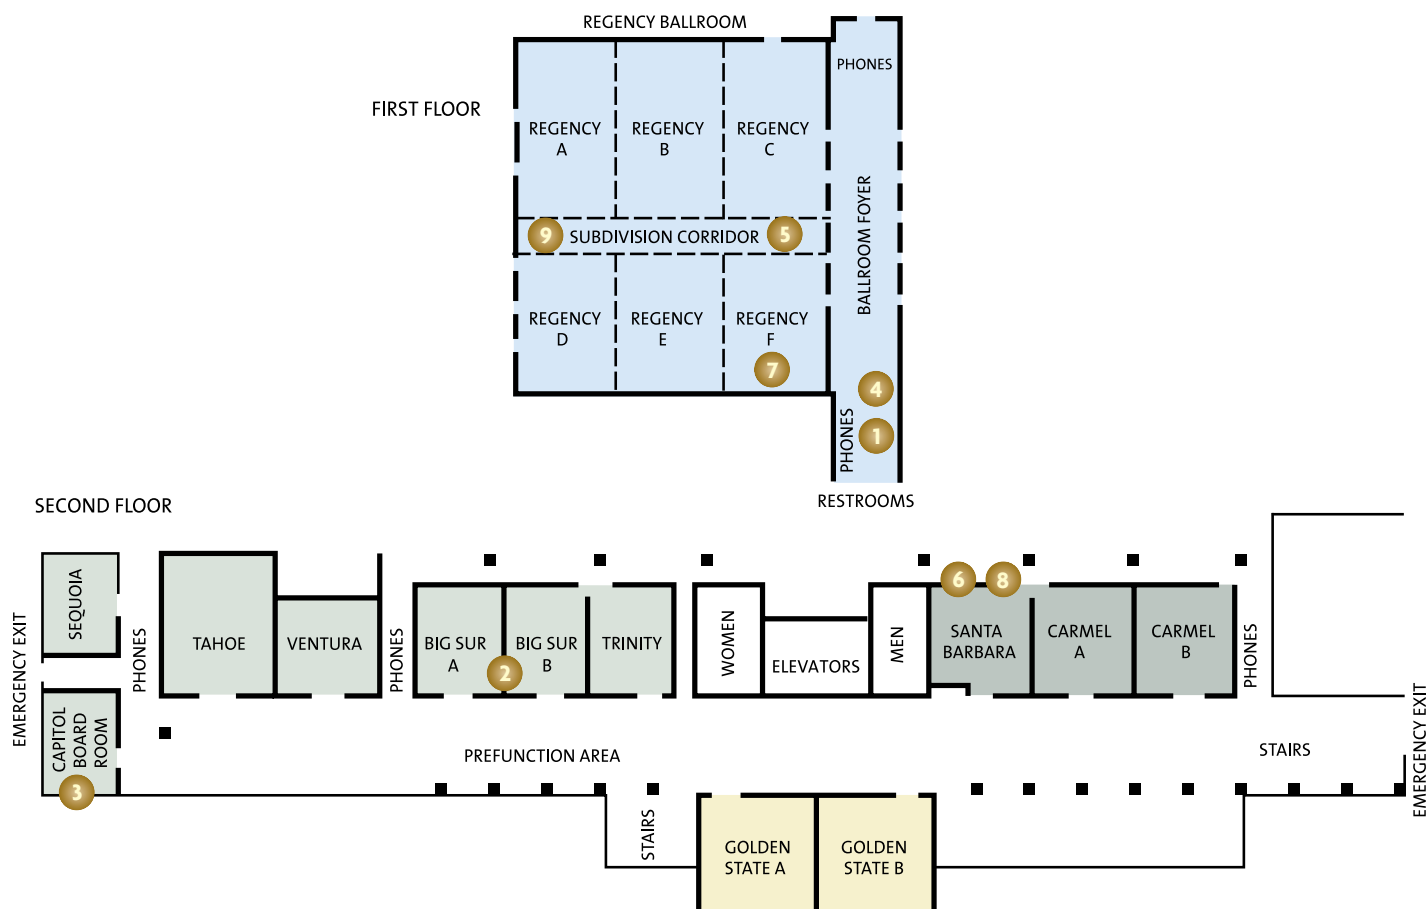 REGENCY BALLROOM
PHONES
FIRST FLOOR
REGENCY
A
REGENCY
B
REGENCY
C
BALLROOM FOYER
9
SUBDIVISION CORRIDOR
5
REGENCY
D
REGENCY
E
REGENCY
F
7
4
PHONES
1
RESTROOMS
SECOND FLOOR
EMERGENCY EXIT
SEQUOIA
PHONES
TAHOE
VENTURA
PHONES
BIG SUR
A
2
BIG SUR
B
TRINITY
WOMEN
ELEVATORS
MEN
6
8
SANTA
BARBARA
CARMEL
A
CARMEL
B
PHONES
CAPITOL
BOARD
ROOM
3
PREFUNCTION AREA
STAIRS
EMERGENCY EXIT
STAIRS
GOLDEN
STATE A
GOLDEN
STATE B